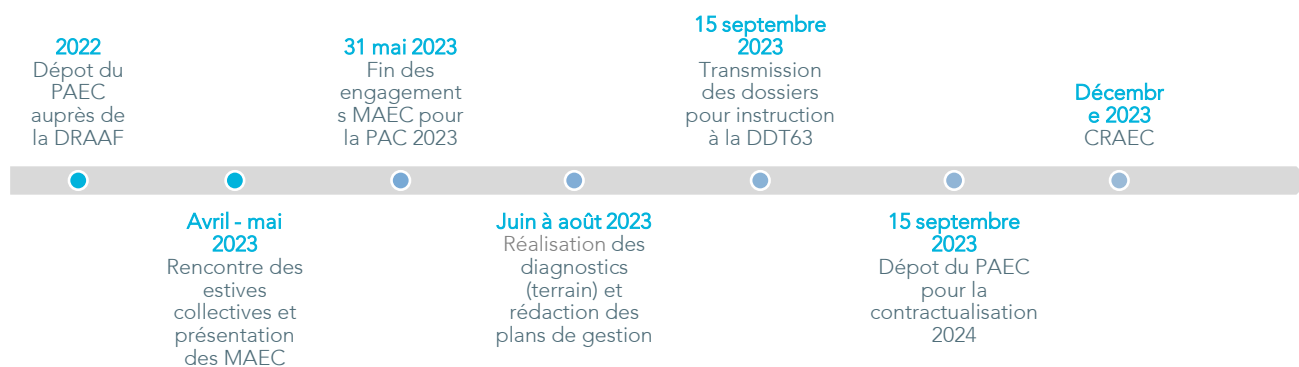 2022
Dépot du
PAEC
auprès de
la DRAAF
Avril - mai
2023
Rencontre des
estives
collectives et
présentation
des MAEC
31 mai 2023
Fin des
engagement
s MAEC pour
la PAC 2023
Juin à août 2023
Réalisation des
diagnostics
(terrain) et
rédaction des
plans de gestion
15 septembre
2023
Transmission
des dossiers
pour instruction
à la DDT63
15 septembre
2023
Dépot du PAEC
pour la
contractualisation
2024
Décembr
e 2023
CRAEC